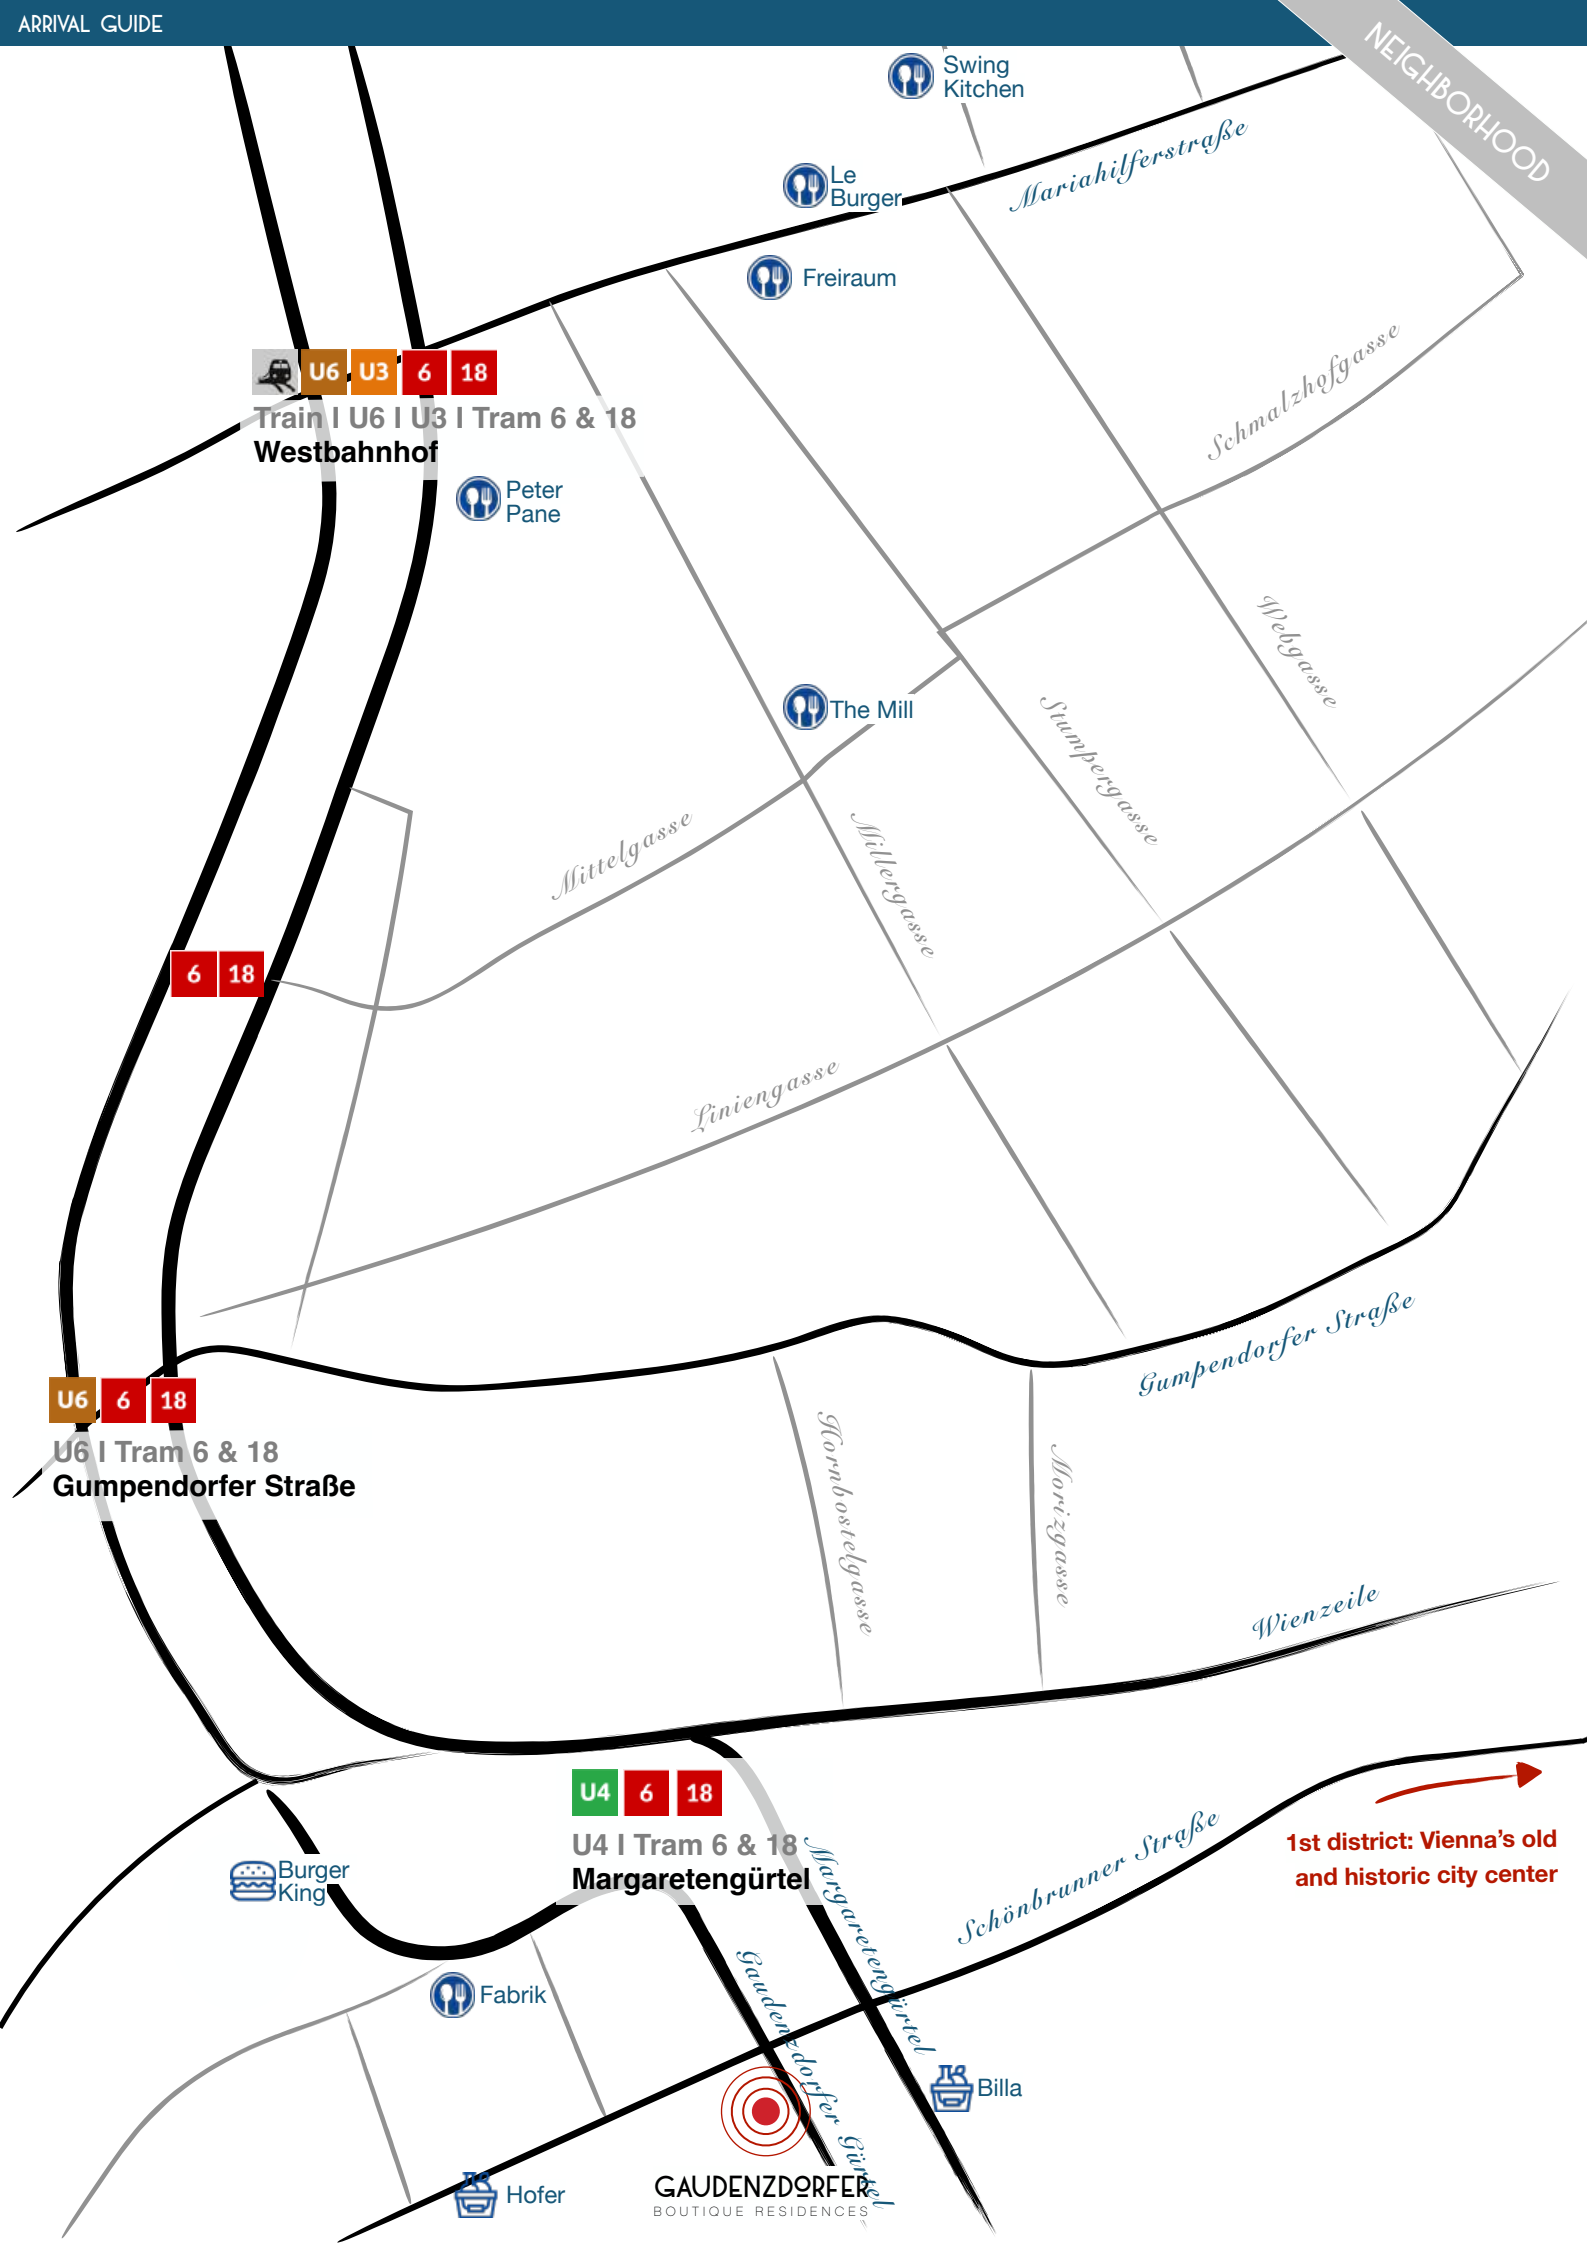 ARRIVAL GUIDE
NEIGHBORHOOD
Swing
Kitchen
Mariahilferstraße
Le
Burger
Freiraum
Schmalzhofgasse
U6 U3 6 18
Train I U6 I U3 I Tram 6 & 18
Westbahnhof
Peter
Pane
Webgasse
The Mill
Stumpergasse
Mittelgasse
Millergasse
6 18
Liniengasse
Gumpendorfer Straße
U6 6 18
U6 I Tram 6 & 18
Gumpendorfer Straße
Hornbostelgasse
Morizgasse
Wienzeile
U4 6 18
U4 I Tram 6 & 18
Margaretengürtel
Margaretengürtel
Schönbrunner Straße
1st district: Vienna’s old
and historic city center
Burger
King
Gaudenzdorfer Gürtel
Fabrik
Billa
Hofer
GAUDENZDORFER
BOUTIQUE RESIDENCES